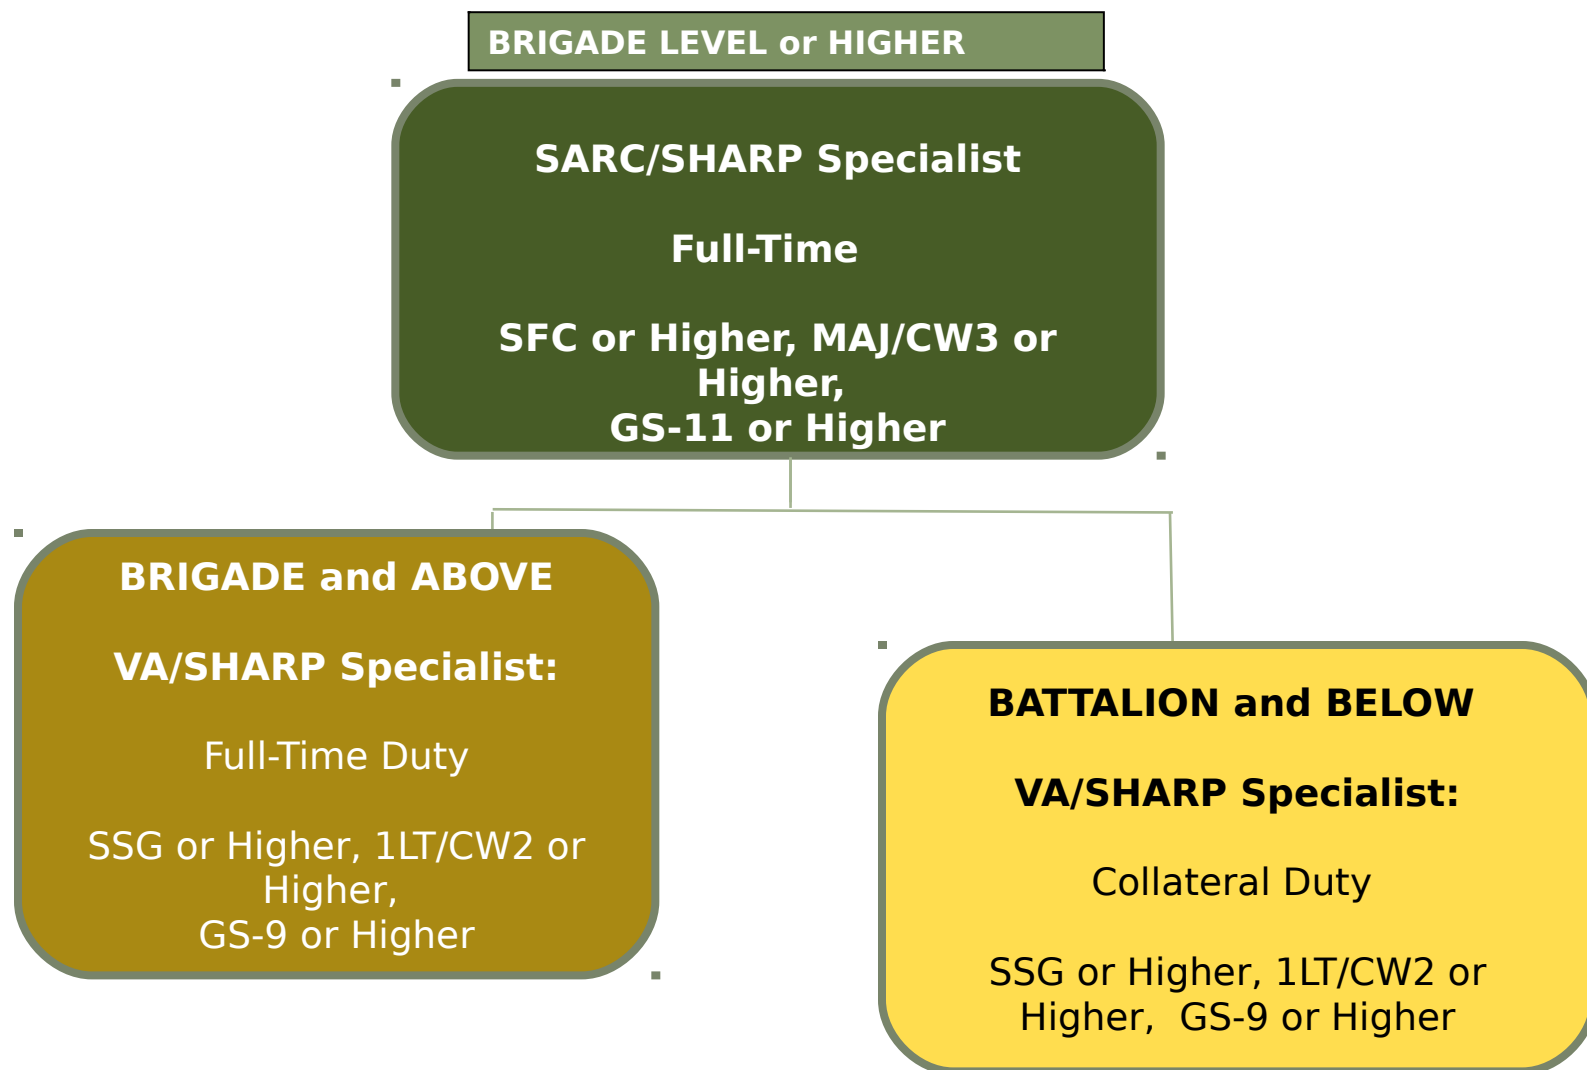 BRIGADE LEVEL or HIGHER
SARC/SHARP Specialist
Full-Time
SFC or Higher, MAJ/CW3 or
Higher,
GS-11 or Higher
BRIGADE and ABOVE
VA/SHARP Specialist:
Full-Time Duty
SSG or Higher, 1LT/CW2 or
Higher,
GS-9 or Higher
BATTALION and BELOW
VA/SHARP Specialist:
Collateral Duty
SSG or Higher, 1LT/CW2 or
Higher,  GS-9 or Higher